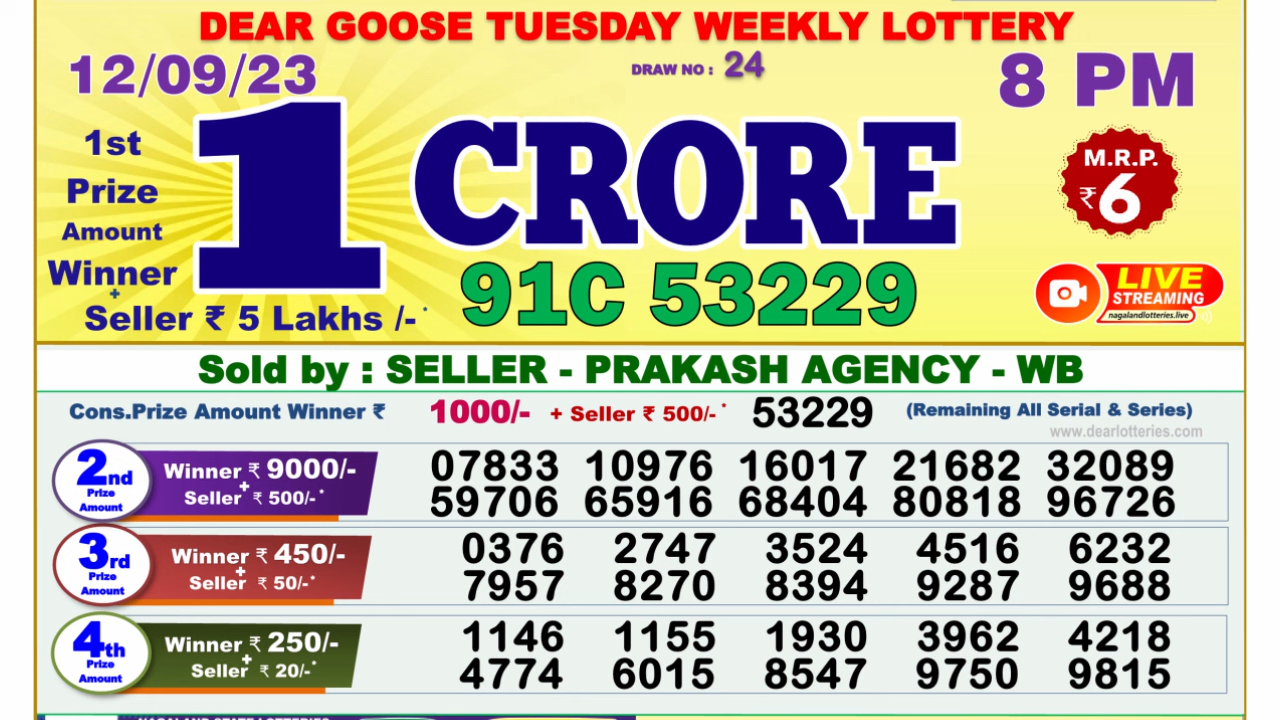 DEAR GOOSE TUESDAY WEEKLY LOTTERY
12/09/23
DRAW NO : 24
8 PM
1st
Prize
Amount
Winner
+
Seller ₹ 5 Lakhs /-*
1 CRORE
91C 53229
M.R.P.
₹6
LIVE
STREAMING
nagalandlotteries.live
Sold by : SELLER - PRAKASH AGENCY - WB
Cons.Prize Amount Winner ₹ 1000/- + Seller ₹ 500/-* 53229 (Remaining All Serial & Series)
www.dearlotteries.com
2nd
Prize
Amount
Winner ₹ 9000/-
+
Seller ₹ 500/-*
07833 10976 16017 21682 32089
59706 65916 68404 80818 96726
3rd
Prize
Amount
Winner ₹ 450/-
+
Seller ₹ 50/-*
0376 2747 3524 4516 6232
7957 8270 8394 9287 9688
4th
Prize
Amount
Winner ₹ 250/-
+
Seller ₹ 20/-*
1146 1155 1930 3962 4218
4774 6015 8547 9750 9815
NAGALAND STATE LOTTERIES